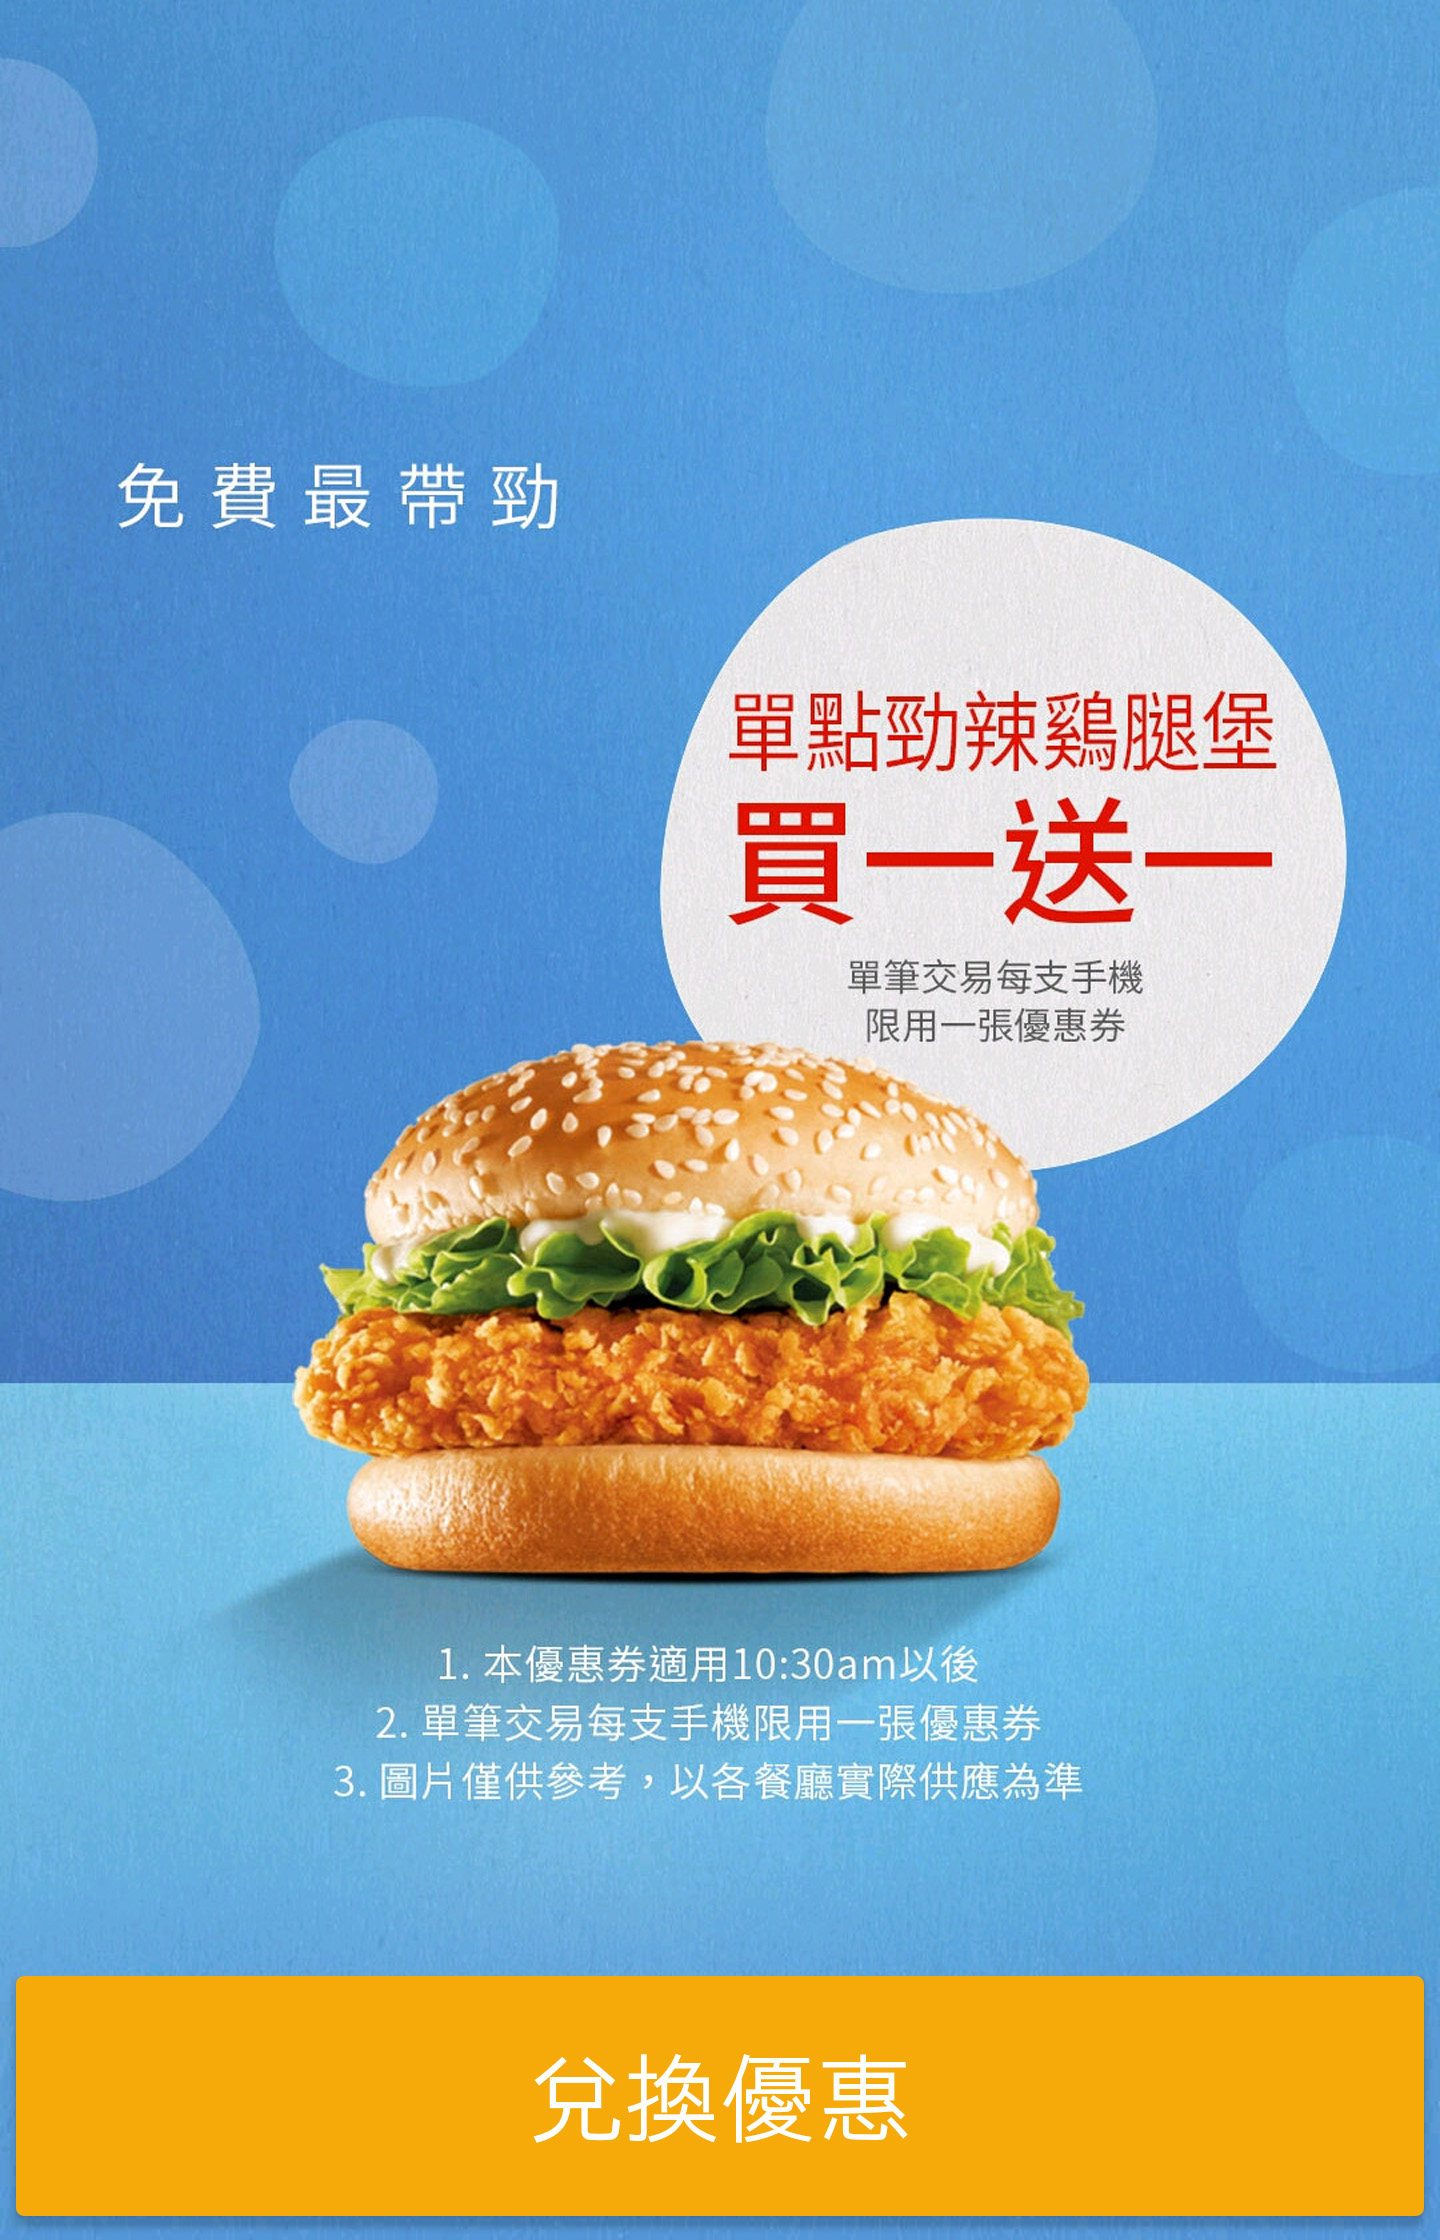 免費最帶勁
單點勁辣鷄腿堡
買一送一
單筆交易每支手機
限用一張優惠券
1. 本優惠券適用10:30am以後
2. 單筆交易每支手機限用一張優惠券
3. 圖片僅供參考，以各餐廳實際供應為準
兌換優惠